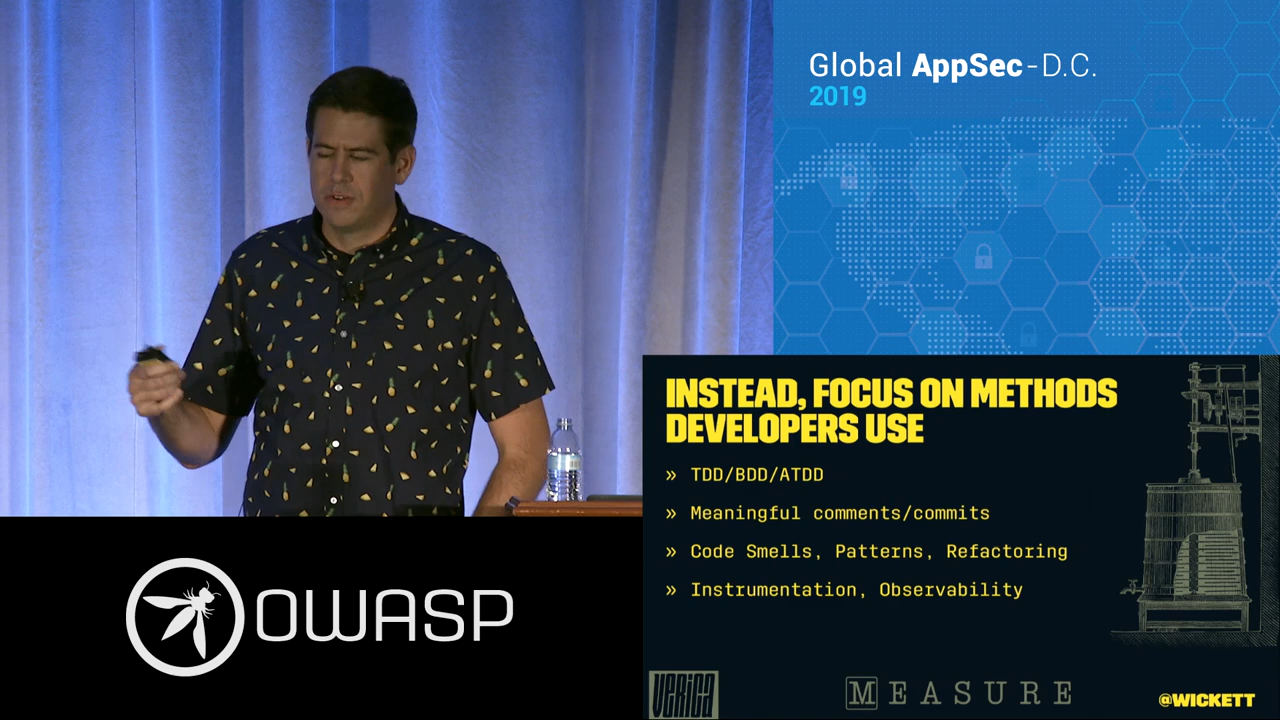 Global AppSec - D.C.
2019
INSTEAD, FOCUS ON METHODS
DEVELOPERS USE
» TDD/BDD/ATDD
» Meaningful comments/commits
» Code Smells, Patterns, Refactoring
» Instrumentation, Observability
VERICA
MEASURE
@WICKETT
OWASP